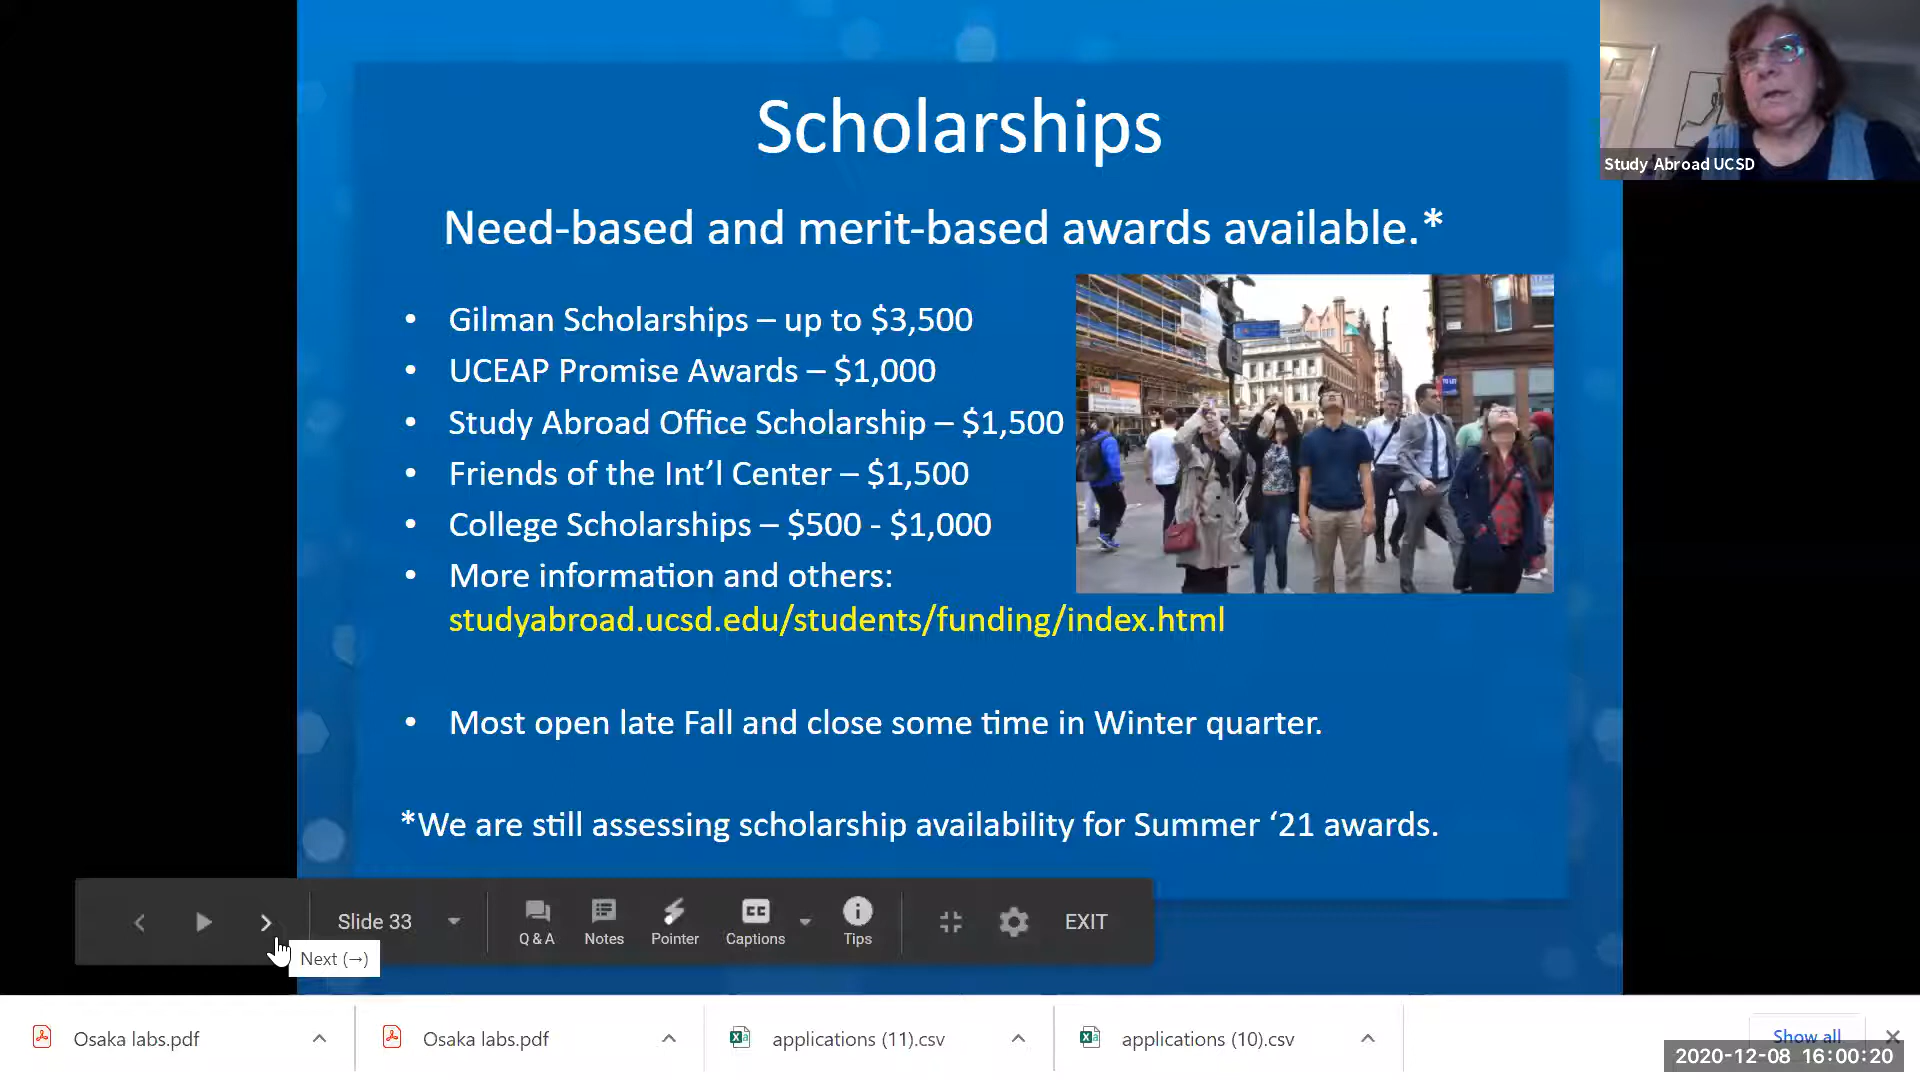 Scholarships
Need-based and merit-based awards available.*
• Gilman Scholarships – up to $3,500
• UCEAP Promise Awards – $1,000
• Study Abroad Office Scholarship – $1,500
• Friends of the Int’l Center – $1,500
• College Scholarships – $500 - $1,000
• More information and others:
studyabroad.ucsd.edu/students/funding/index.html
• Most open late Fall and close some time in Winter quarter.
*We are still assessing scholarship availability for Summer ‘21 awards.
Study Abroad UCSD
TO LET
Slide 33
Q & A
Notes
Pointer
CC
Captions
Tips
EXIT
Next (→)
Osaka labs.pdf
Osaka labs.pdf
applications (11).csv
applications (10).csv
Show all
2020-12-08 16:00:20